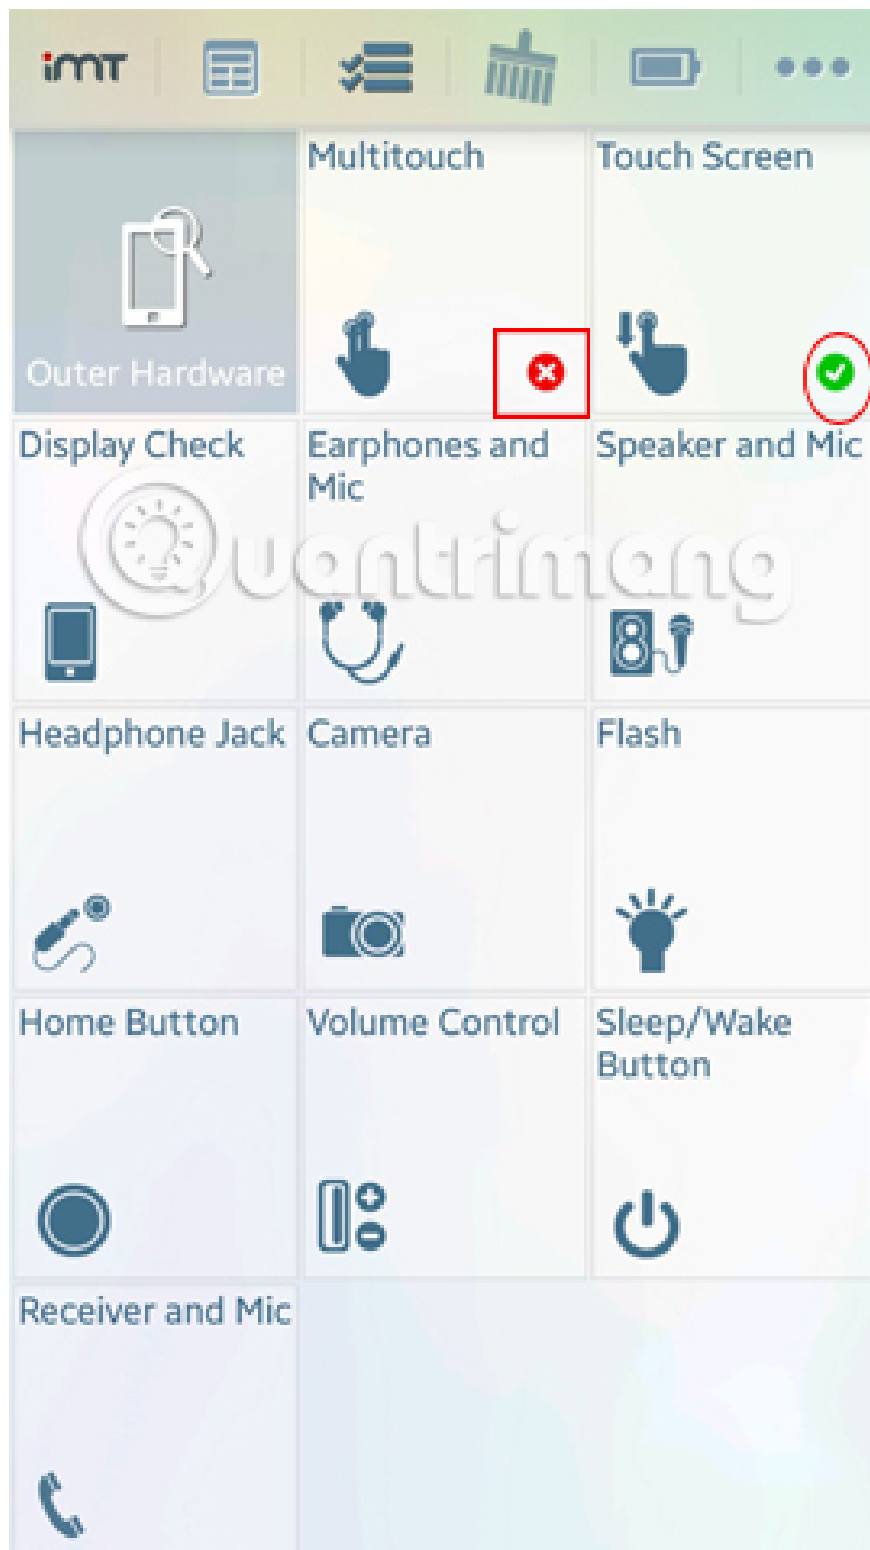 iMT
Multitouch
Touch Screen
Outer Hardware
Display Check
Earphones and
Mic
Speaker and Mic
Quantrimang
Headphone Jack
Camera
Flash
Home Button
Volume Control
Sleep/Wake
Button
Receiver and Mic